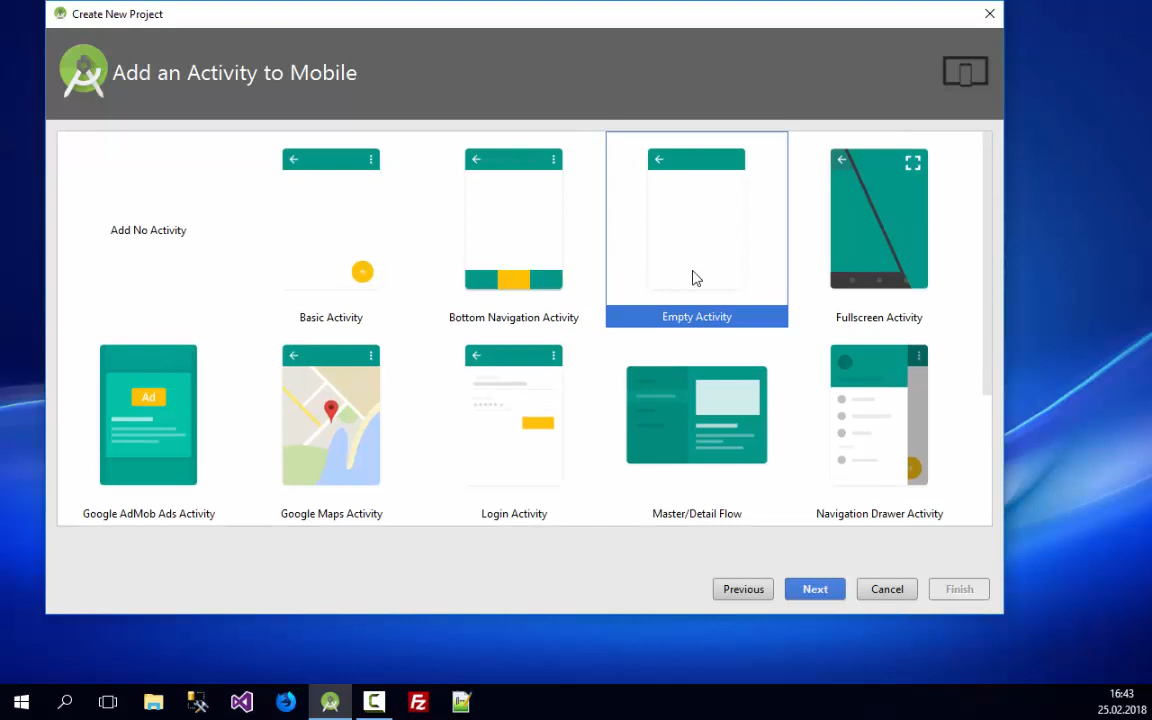 Create New Project
Add an Activity to Mobile
Add No Activity
Basic Activity
Bottom Navigation Activity
Empty Activity
Fullscreen Activity
Ad
Google AdMob Ads Activity
Google Maps Activity
Login Activity
Master/Detail Flow
Navigation Drawer Activity
Previous
Next
Cancel
Finish
16:43
25.02.2018